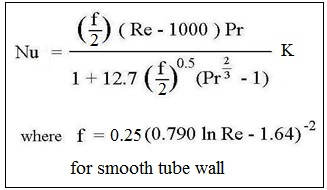 Nu = (f/2) ( Re - 1000 ) Pr / 1 + 12.7 (f/2)^0.5 (Pr^2/3 - 1) K
where f = 0.25 (0.790 ln Re - 1.64)^-2
for smooth tube wall